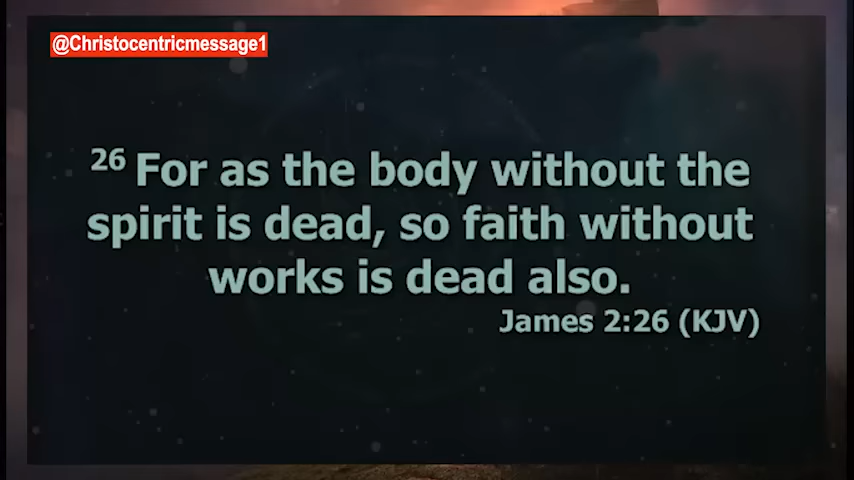 @Christocentricmessage1
26 For as the body without the
spirit is dead, so faith without
works is dead also.
James 2:26 (KJV)